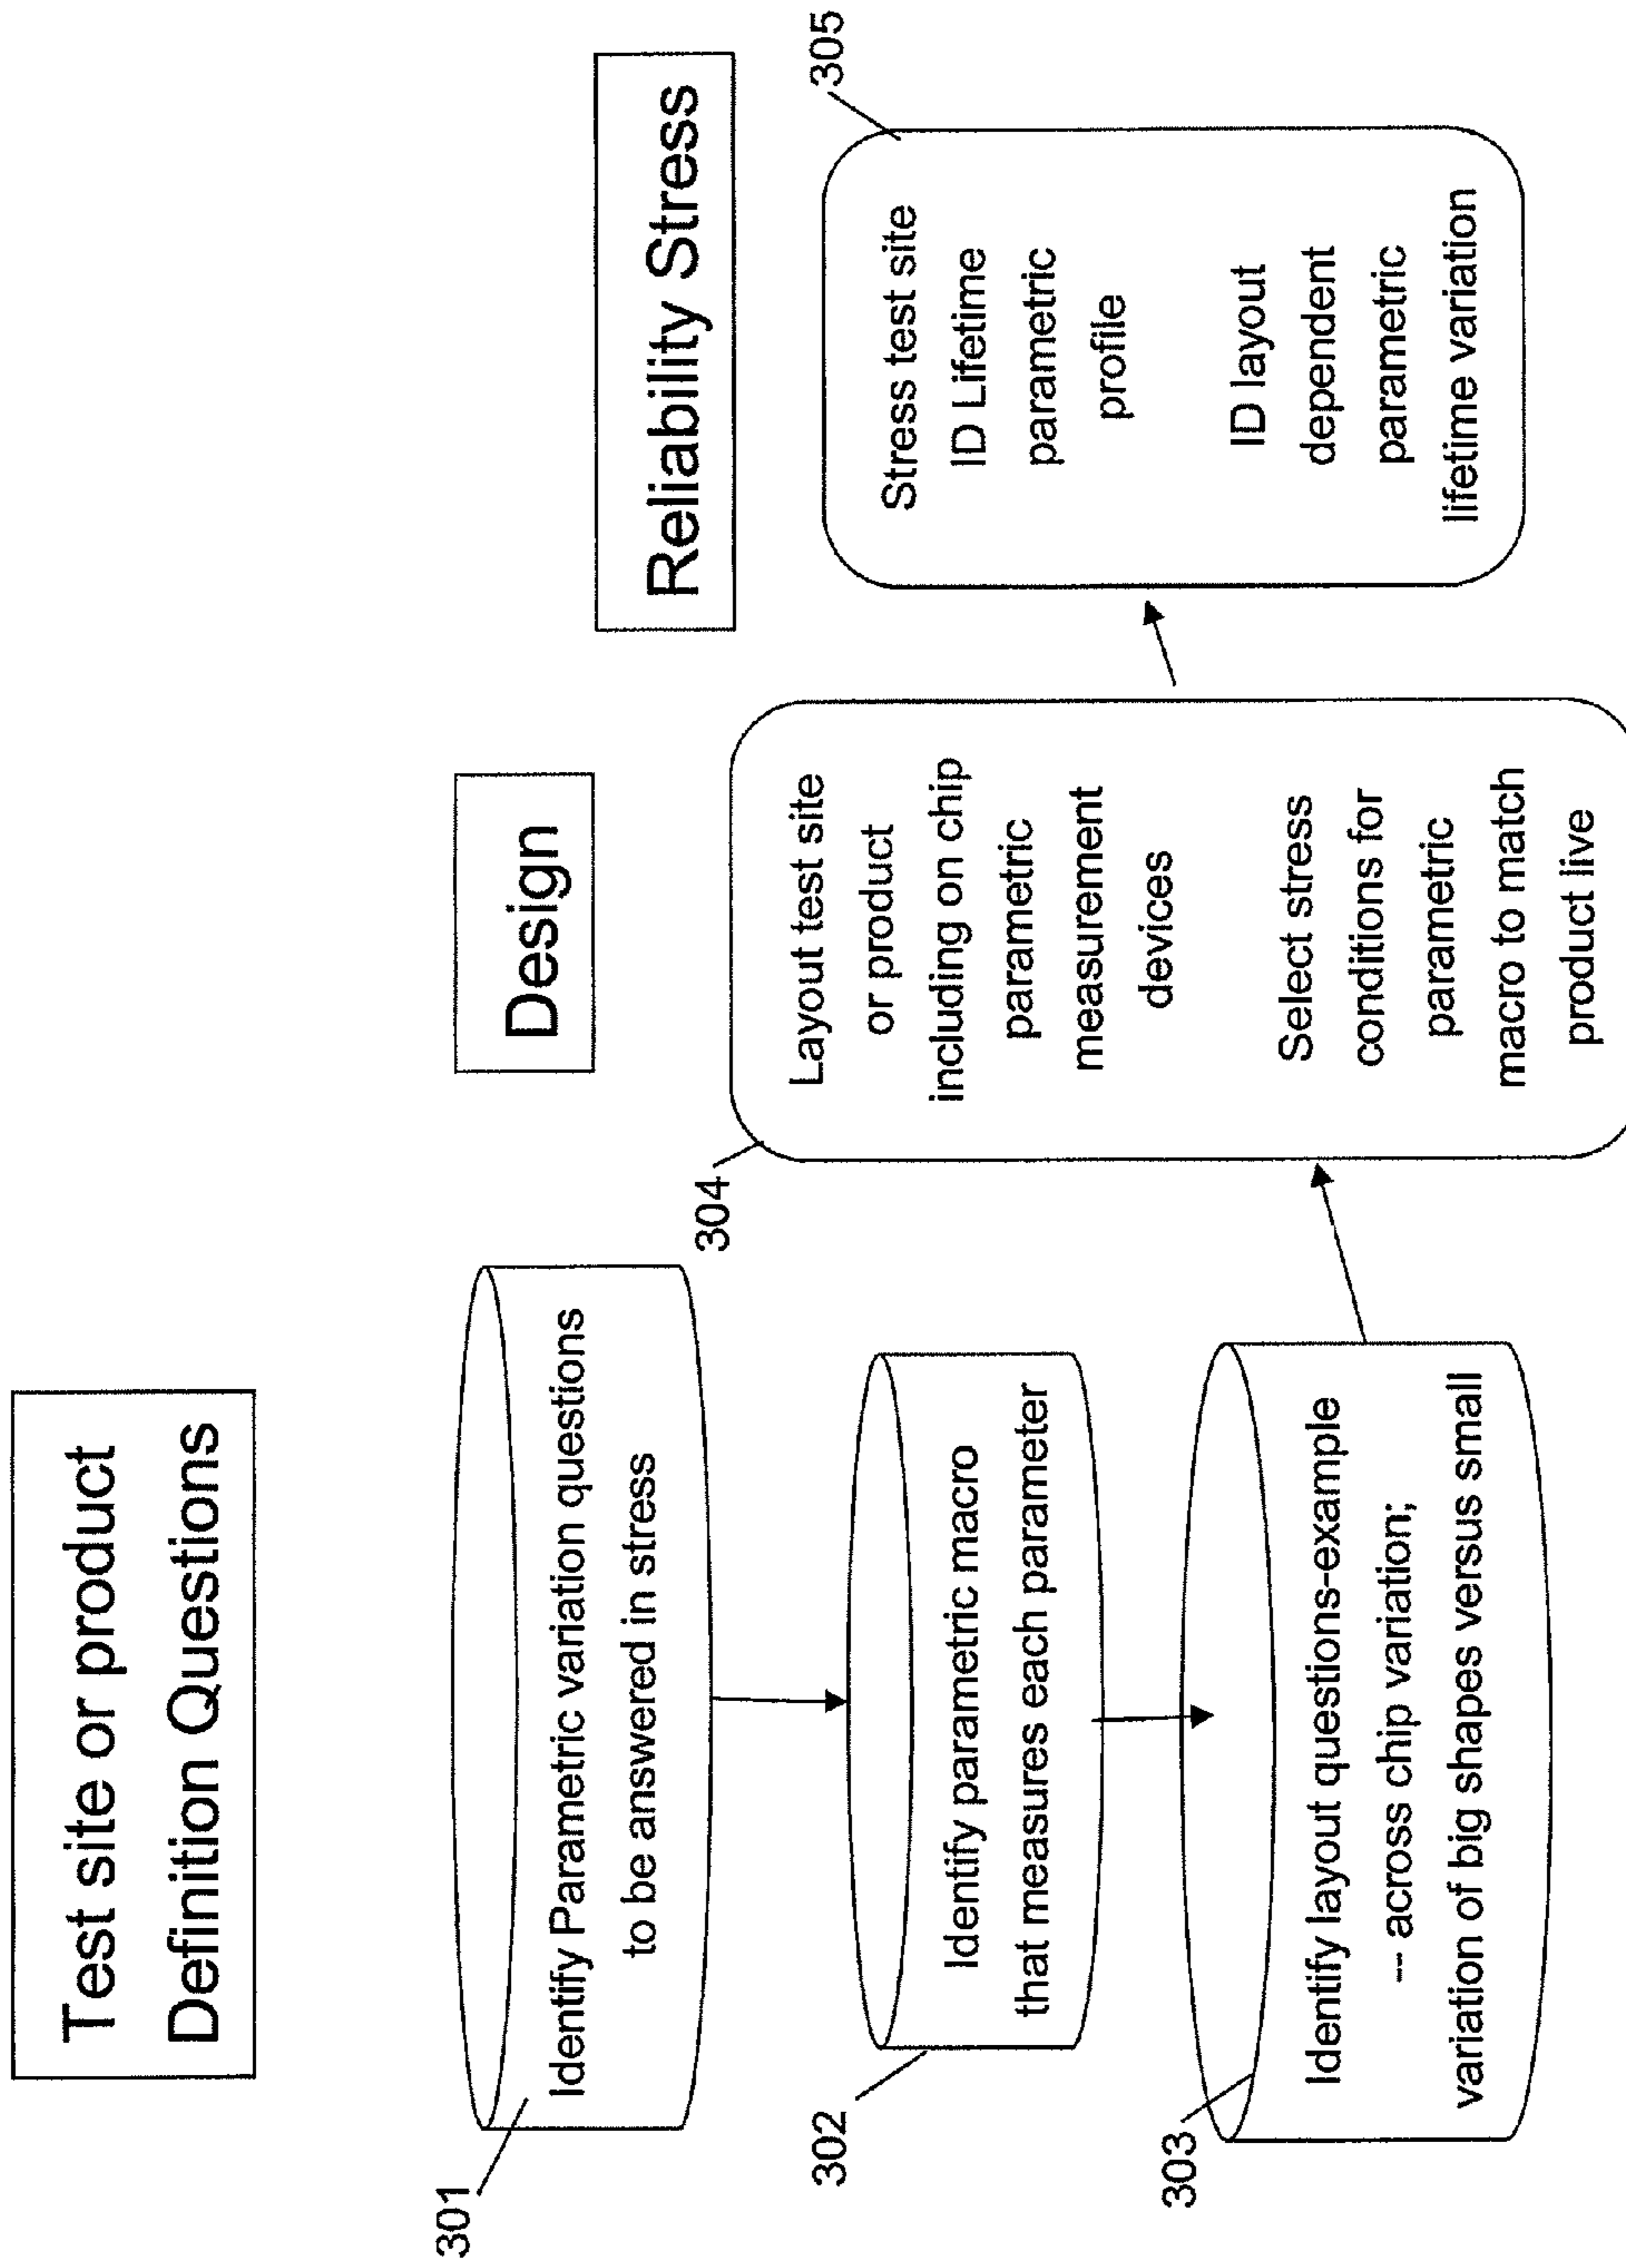 Test site or product
Definition Questions
301
Identify Parametric variation questions
to be answered in stress
302
Identify parametric macro
that measures each parameter
303
Identify layout questions-example
-- across chip variation;
variation of big shapes versus small
Design
304
Layout test site
or product
including on chip
parametric
measurement
devices
Select stress
conditions for
parametric
macro to match
product live
Reliability Stress
305
Stress test site
ID Lifetime
parametric
profile
ID layout
dependent
parametric
lifetime variation